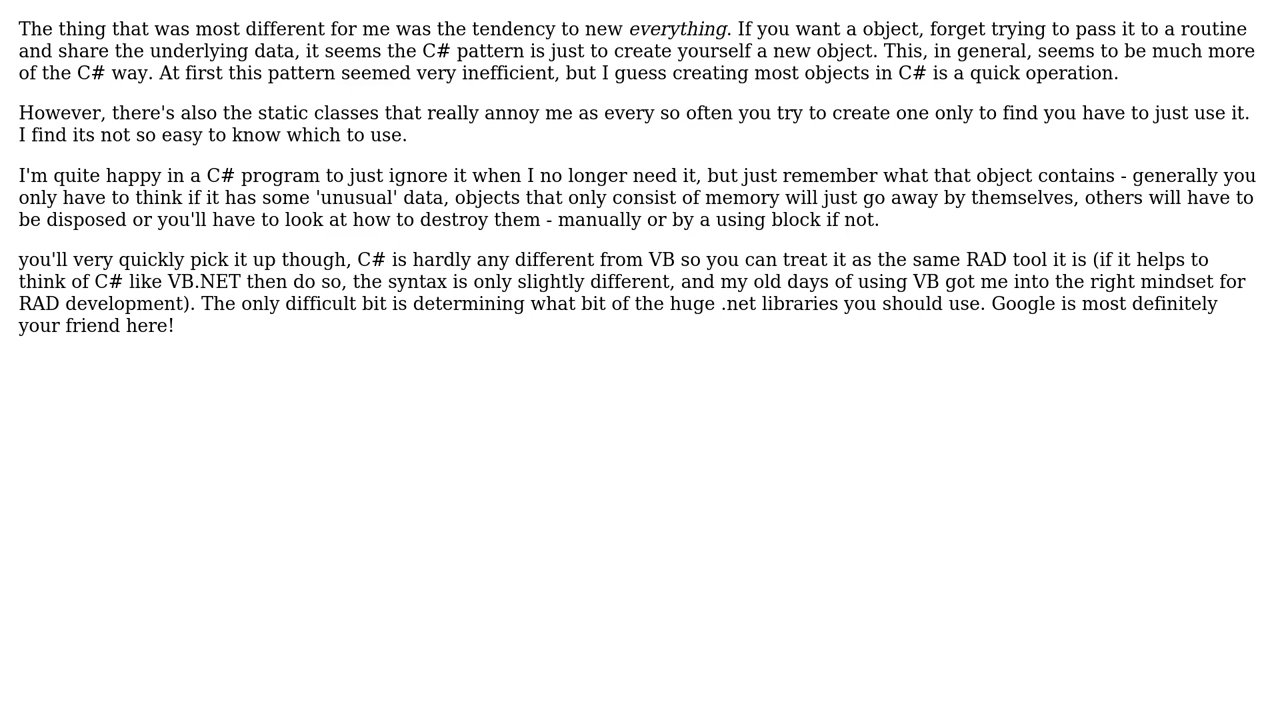 The thing that was most different for me was the tendency to new everything. If you want a object, forget trying to pass it to a routine
and share the underlying data, it seems the C# pattern is just to create yourself a new object. This, in general, seems to be much more
of the C# way. At first this pattern seemed very inefficient, but I guess creating most objects in C# is a quick operation.
However, there's also the static classes that really annoy me as every so often you try to create one only to find you have to just use it.
I find its not so easy to know which to use.
I'm quite happy in a C# program to just ignore it when I no longer need it, but just remember what that object contains - generally you
only have to think if it has some 'unusual' data, objects that only consist of memory will just go away by themselves, others will have to
be disposed or you'll have to look at how to destroy them - manually or by a using block if not.
you'll very quickly pick it up though, C# is hardly any different from VB so you can treat it as the same RAD tool it is (if it helps to
think of C# like VB.NET then do so, the syntax is only slightly different, and my old days of using VB got me into the right mindset for
RAD development). The only difficult bit is determining what bit of the huge .net libraries you should use. Google is most definitely
your friend here!